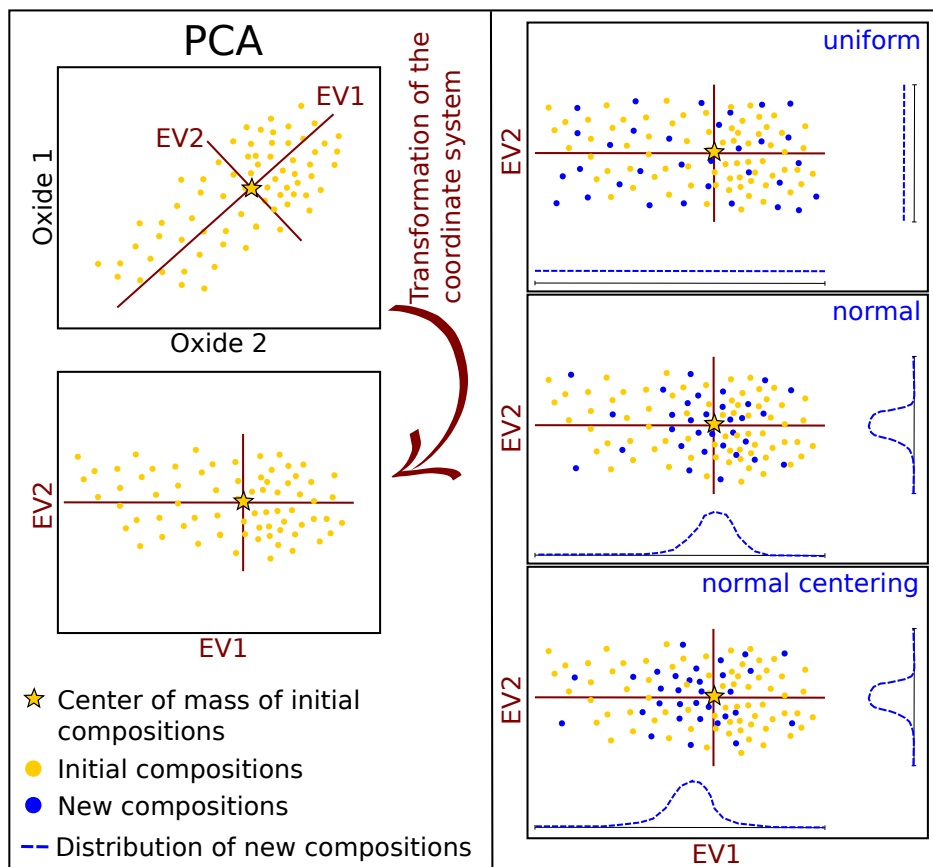 PCA
EV1
EV2
Oxide 1
Oxide 2
Transformation of the
coordinate system
EV2
EV1
Center of mass of initial
compositions
Initial compositions
New compositions
Distribution of new compositions
uniform
EV2
normal
EV2
normal centering
EV2
EV1